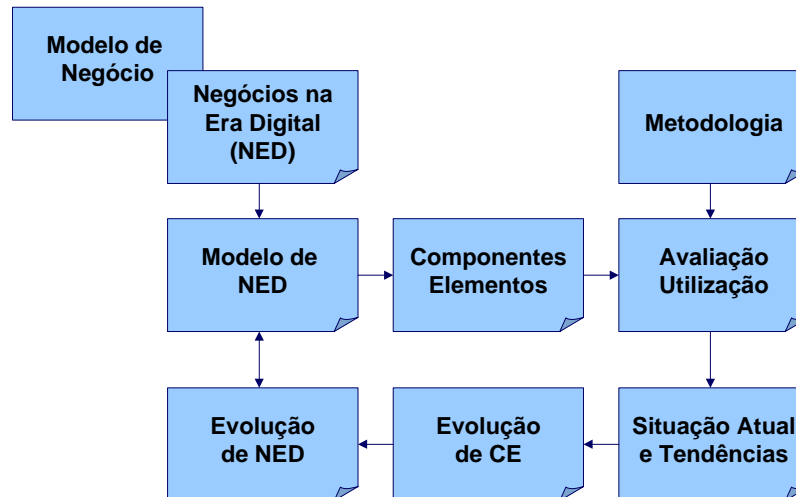 Modelo de
Negócio
Negócios na
Era Digital
(NED)
Metodologia
Modelo de
NED
Componentes
Elementos
Avaliação
Utilização
Evolução
de NED
Evolução
de CE
Situação Atual
e Tendências